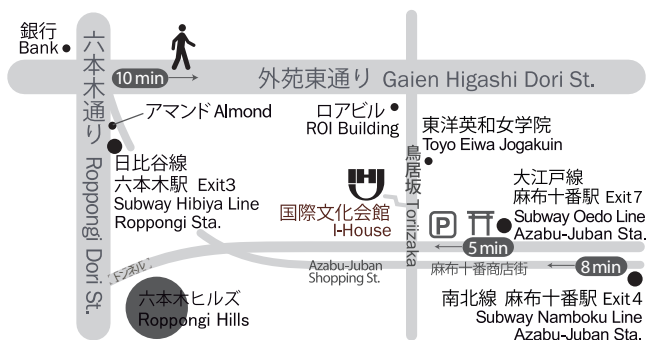 銀行
Bank
六本木通り Roppongi Dori St.
10 min
外苑東通り Gaien Higashi Dori St.
アマンド Almond
ロアビル
ROI Building
東洋英和女学院
Toyo Eiwa Jogakuin
鳥居坂 Toriizaka
日比谷線
六本木駅 Exit3
Subway Hibiya Line
Roppongi Sta.
IHJ
国際文化会館
I-House
大江戸線
麻布十番駅 Exit7
Subway Oedo Line
Azabu-Juban Sta.
P
5 min
トンネル
Azabu-Juban
Shopping St.
麻布十番商店街
8 min
六本木ヒルズ
Roppongi Hills
南北線 麻布十番駅 Exit4
Subway Namboku Line
Azabu-Juban Sta.